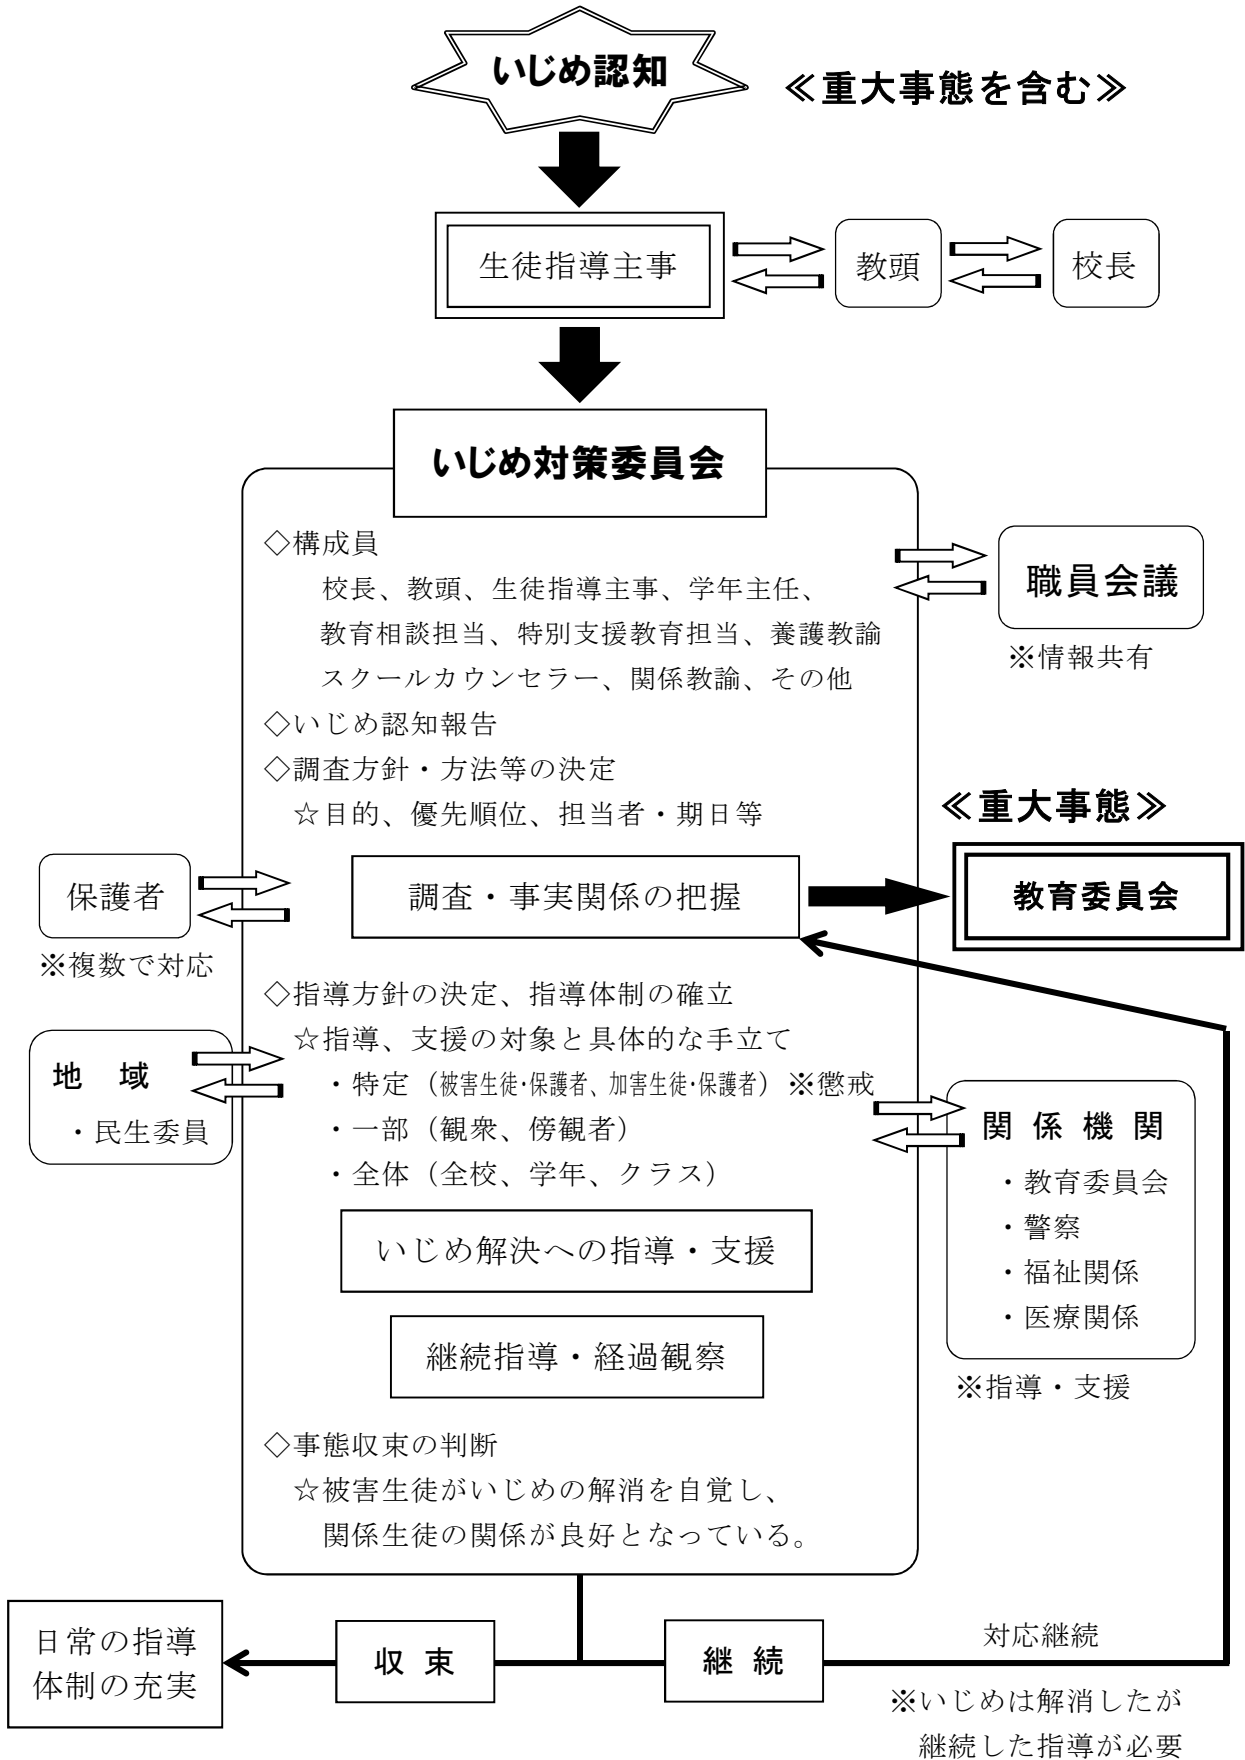 いじめ認知
≪重大事態を含む≫
生徒指導主事
教頭
校長
いじめ対策委員会
◇構成員
校長、教頭、生徒指導主事、学年主任、
教育相談担当、特別支援教育担当、養護教諭
スクールカウンセラー、関係教諭、その他
職員会議
※情報共有
◇いじめ認知報告
◇調査方針・方法等の決定
☆目的、優先順位、担当者・期日等
≪重大事態≫
保護者
※複数で対応
調査・事実関係の把握
教育委員会
◇指導方針の決定、指導体制の確立
☆指導、支援の対象と具体的な手立て
・特定（被害生徒・保護者、加害生徒・保護者）※懲戒
・一部（観衆、傍観者）
・全体（全校、学年、クラス）
地　域
・民生委員
関 係 機 関
・教育委員会
・警察
・福祉関係
・医療関係
※指導・支援
いじめ解決への指導・支援
継続指導・経過観察
◇事態収束の判断
☆被害生徒がいじめの解消を自覚し、
関係生徒の関係が良好となっている。
日常の指導
体制の充実
収 束
継 続
対応継続
※いじめは解消したが
継続した指導が必要